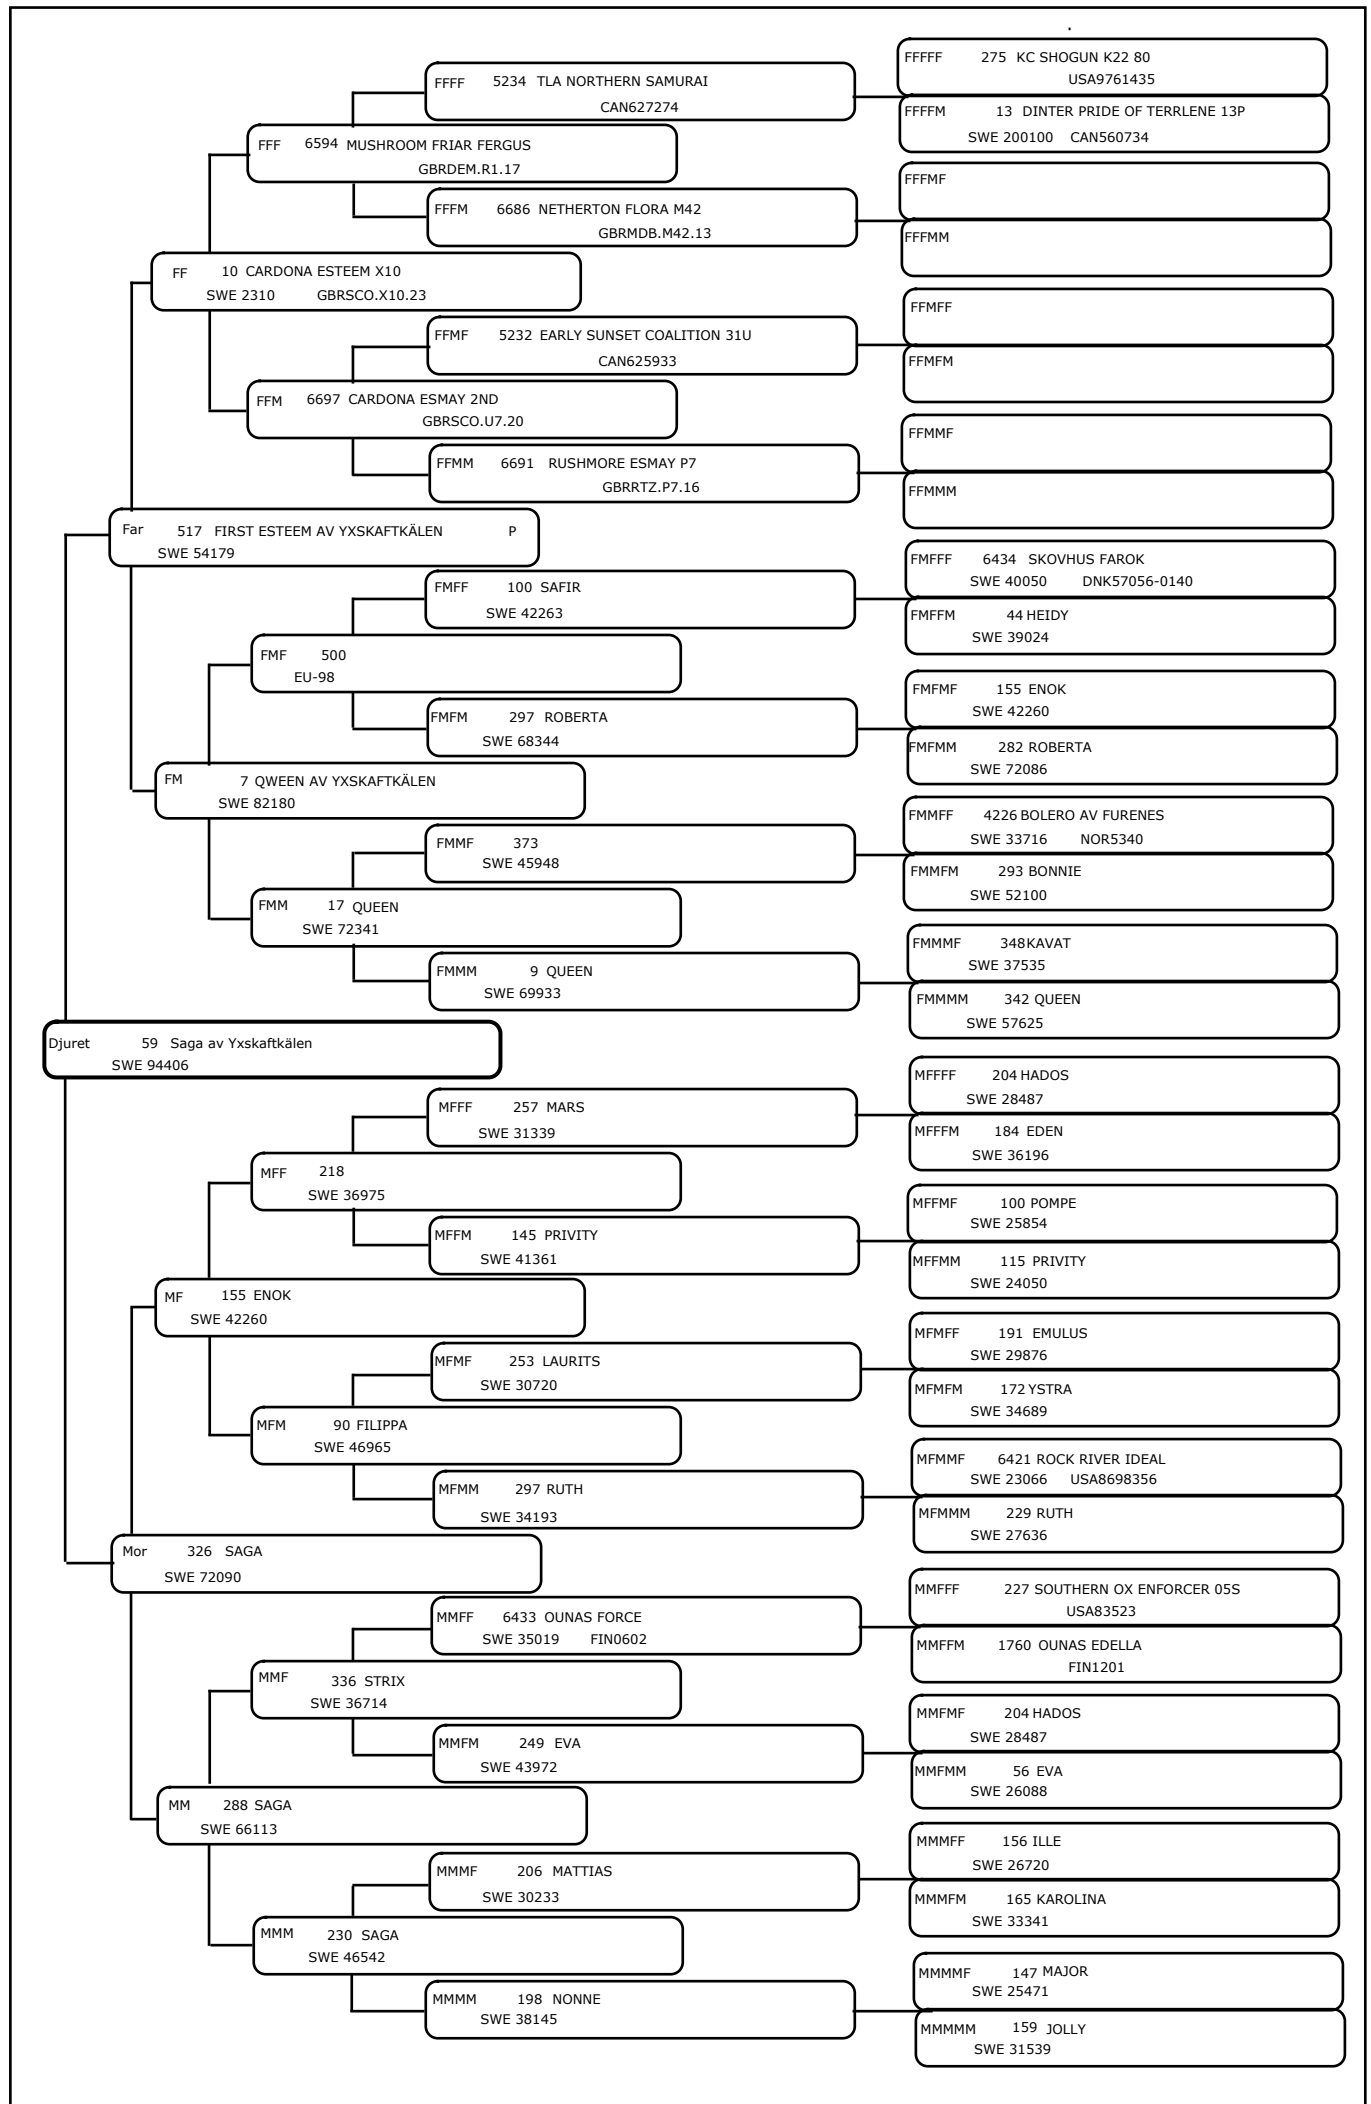 FFFFF 275 KC SHOGUN K22 80
USA9761435
FFFF 5234 TLA NORTHERN SAMURAI
CAN627274
FFFFM 13 DINTER PRIDE OF TERRLENE 13P
SWE 200100 CAN560734
FFF 6594 MUSHROOM FRIAR FERGUS
GBRDEM.R1.17
FFFMF
FFFM 6686 NETHERTON FLORA M42
GBRMDB.M42.13
FFFMM
FF 10 CARDONA ESTEEM X10
SWE 2310 GBRSCO.X10.23
FFMFF
FFMF 5232 EARLY SUNSET COALITION 31U
CAN625933
FFMFM
FFM 6697 CARDONA ESMAY 2ND
GBRSCO.U7.20
FFMMF
FFMM 6691 RUSHMORE ESMAY P7
GBRRTZ.P7.16
FFMMM
Far 517 FIRST ESTEEM AV YXSKAFTKÄLEN P
SWE 54179
FMFFF 6434 SKOVHUS FAROK
SWE 40050 DNK57056-0140
FMFF 100 SAFIR
SWE 42263
FMFFM 44 HEIDY
SWE 39024
FMF 500
EU-98
FMFMF 155 ENOK
SWE 42260
FMFM 297 ROBERTA
SWE 68344
FMFMM 282 ROBERTA
SWE 72086
FM 7 QWEEN AV YXSKAFTKÄLEN
SWE 82180
FMMFF 4226 BOLERO AV FURENES
SWE 33716 NOR5340
FMMF 373
SWE 45948
FMMFM 293 BONNIE
SWE 52100
FMM 17 QUEEN
SWE 72341
FMMMF 348 KAVAT
SWE 37535
FMMM 9 QUEEN
SWE 69933
FMMMM 342 QUEEN
SWE 57625
Djuret 59 Saga av Yxskaftkälen
SWE 94406
MFFFF 204 HADOS
SWE 28487
MFFF 257 MARS
SWE 31339
MFFFM 184 EDEN
SWE 36196
MFF 218
SWE 36975
MFFMF 100 POMPE
SWE 25854
MFFM 145 PRIVITY
SWE 41361
MFFMM 115 PRIVITY
SWE 24050
MF 155 ENOK
SWE 42260
MFMFF 191 EMULUS
SWE 29876
MFMF 253 LAURITS
SWE 30720
MFMFM 172 YSTRA
SWE 34689
MFM 90 FILIPPA
SWE 46965
MFMMF 6421 ROCK RIVER IDEAL
SWE 23066 USA8698356
MFMM 297 RUTH
SWE 34193
MFMMM 229 RUTH
SWE 27636
Mor 326 SAGA
SWE 72090
MMFFF 227 SOUTHERN OX ENFORCER 05S
USA83523
MMFF 6433 OUNAS FORCE
SWE 35019 FIN0602
MMFFM 1760 OUNAS EDELLA
FIN1201
MMF 336 STRIX
SWE 36714
MMFMF 204 HADOS
SWE 28487
MMFM 249 EVA
SWE 43972
MMFMM 56 EVA
SWE 26088
MM 288 SAGA
SWE 66113
MMMFF 156 ILLE
SWE 26720
MMMF 206 MATTIAS
SWE 30233
MMMFM 165 KAROLINA
SWE 33341
MMM 230 SAGA
SWE 46542
MMMMF 147 MAJOR
SWE 25471
MMMM 198 NONNE
SWE 38145
MMMMM 159 JOLLY
SWE 31539